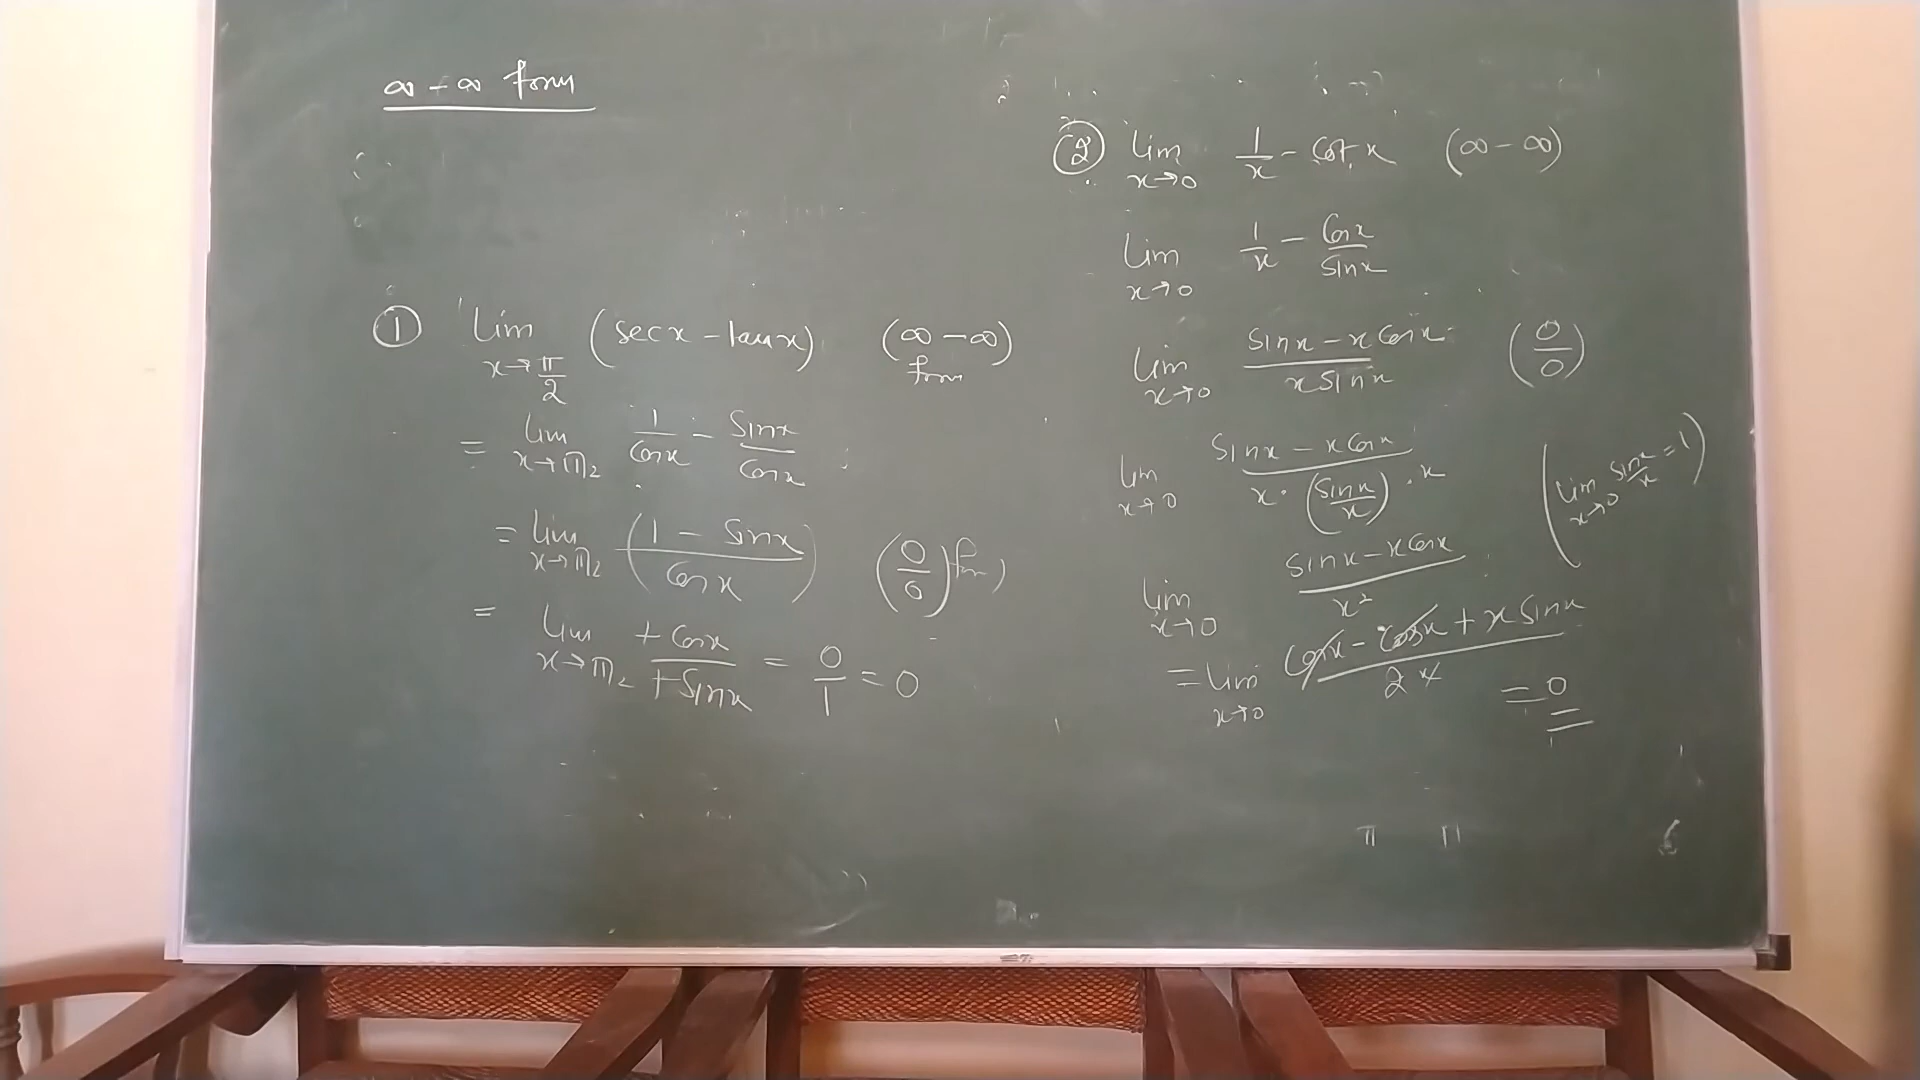 ∞ - ∞ form
① Lim x→π/2 (secx - tanx) (∞ - ∞) form
= Lim x→π/2 1/Cosx - Sinx/Cosx
= Lim x→π/2 (1 - Sinx / Cosx) (0/0 form)
= Lim x→π/2 +Cosx/+Sinx = 0/1 = 0
② Lim x→0 1/x - Cot x (∞ - ∞)
Lim x→0 1/x - Cosx/Sinx
Lim x→0 Sinx - x Cosx / x Sinx (0/0)
Lim x→0 Sinx - x Cosx / x · (Sinx/x) · x (Lim x→0 Sinx/x = 1)
Lim x→0 Sinx - x Cosx / x²
= Lim x→0 Cosx - Cosx + x Sinx / 2x = 0